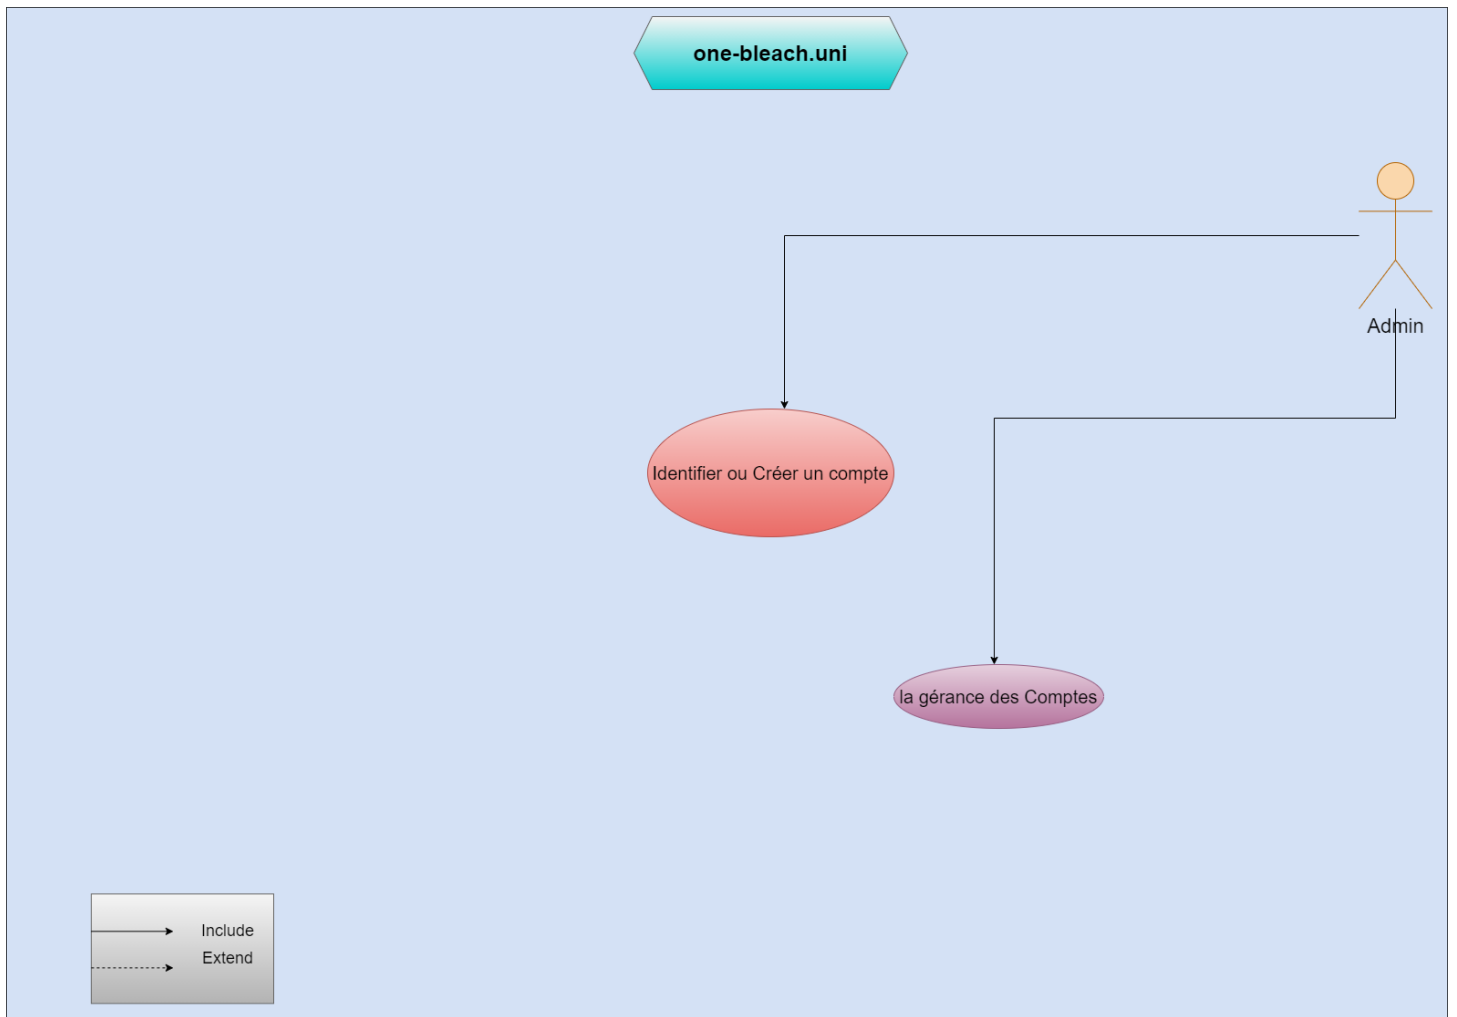 one-bleach.uni
Admin
Identifier ou Créer un compte
la gérance des Comptes
Include
Extend